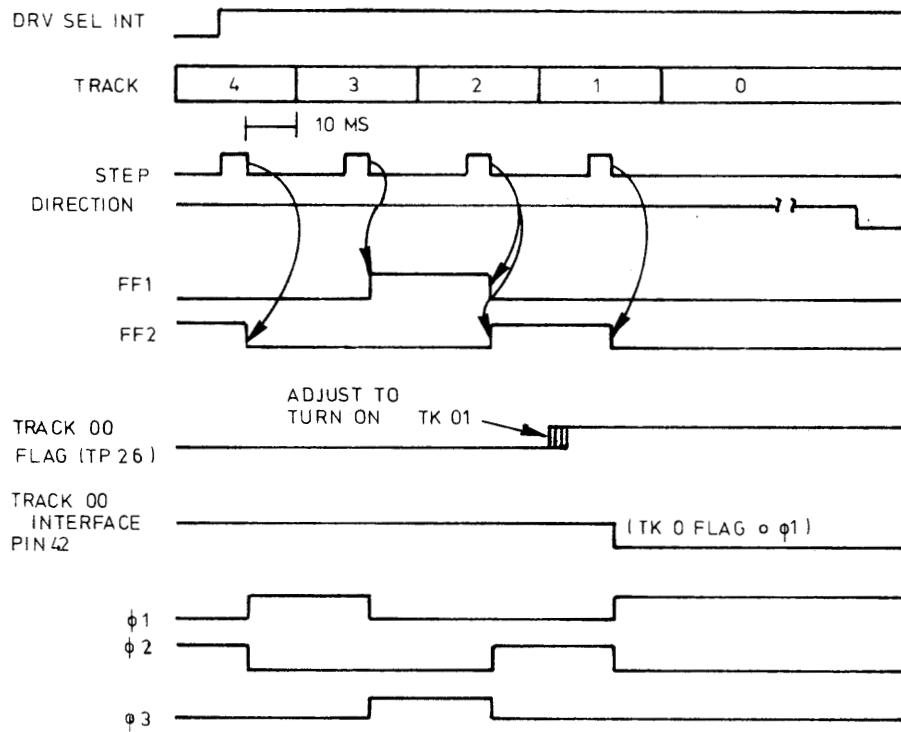 DRV SEL INT
TRACK 4 3 2 1 0
10 MS
STEP
DIRECTION
FF1
FF2
ADJUST TO
TURN ON TK 01
TRACK 00
FLAG (TP 26)
TRACK 00
INTERFACE
PIN 42
(TK 0 FLAG o φ1)
φ1
φ2
φ3